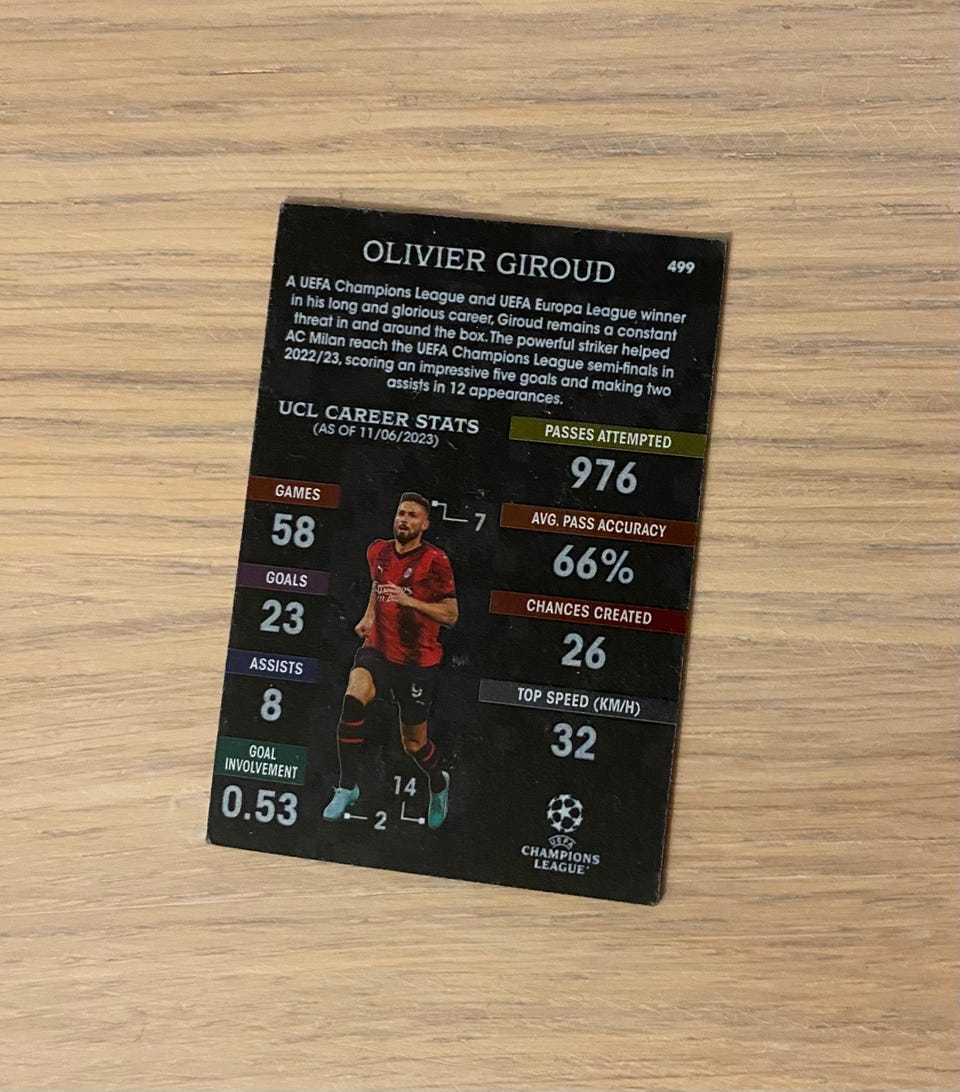 OLIVIER GIROUD
499
A UEFA Champions League and UEFA Europa League winner
in his long and glorious career, Giroud remains a constant
threat in and around the box. The powerful striker helped
AC Milan reach the UEFA Champions League semi-finals in
2022/23, scoring an impressive five goals and making two
assists in 12 appearances.
UCL CAREER STATS
(AS OF 11/06/2023)
GAMES
58
GOALS
23
ASSISTS
8
GOAL
INVOLVEMENT
0.53
7
14
2
PASSES ATTEMPTED
976
AVG. PASS ACCURACY
66%
CHANCES CREATED
26
TOP SPEED (KM/H)
32
UEFA
CHAMPIONS
LEAGUE